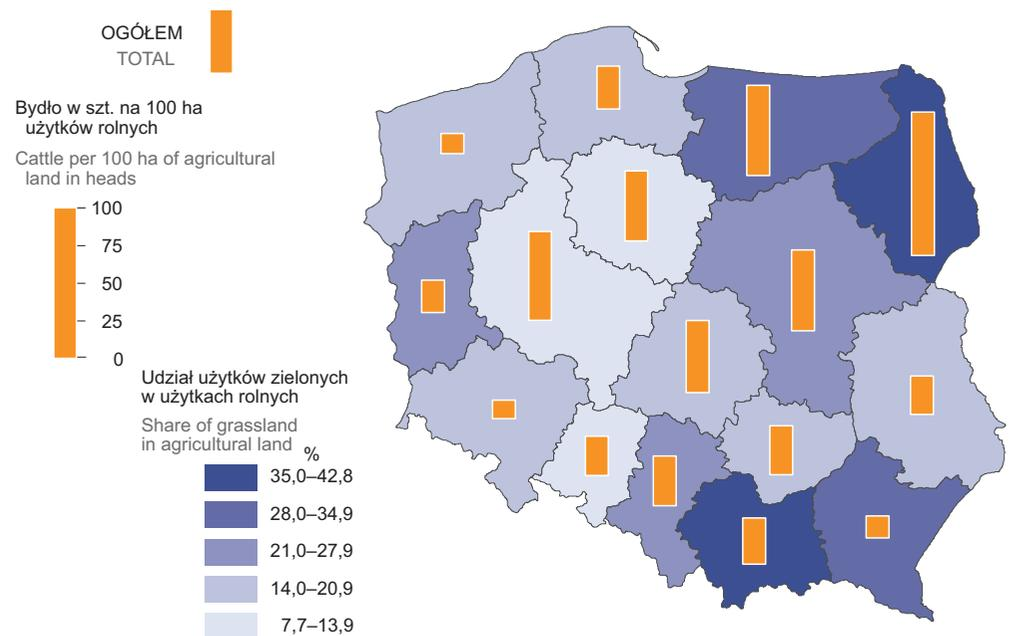 OGÓŁEM
TOTAL
Bydło w szt. na 100 ha
użytków rolnych
Cattle per 100 ha of agricultural
land in heads
100
75
50
25
0
Udział użytków zielonych
w użytkach rolnych
Share of grassland
in agricultural land
%
35,0–42,8
28,0–34,9
21,0–27,9
14,0–20,9
7,7–13,9